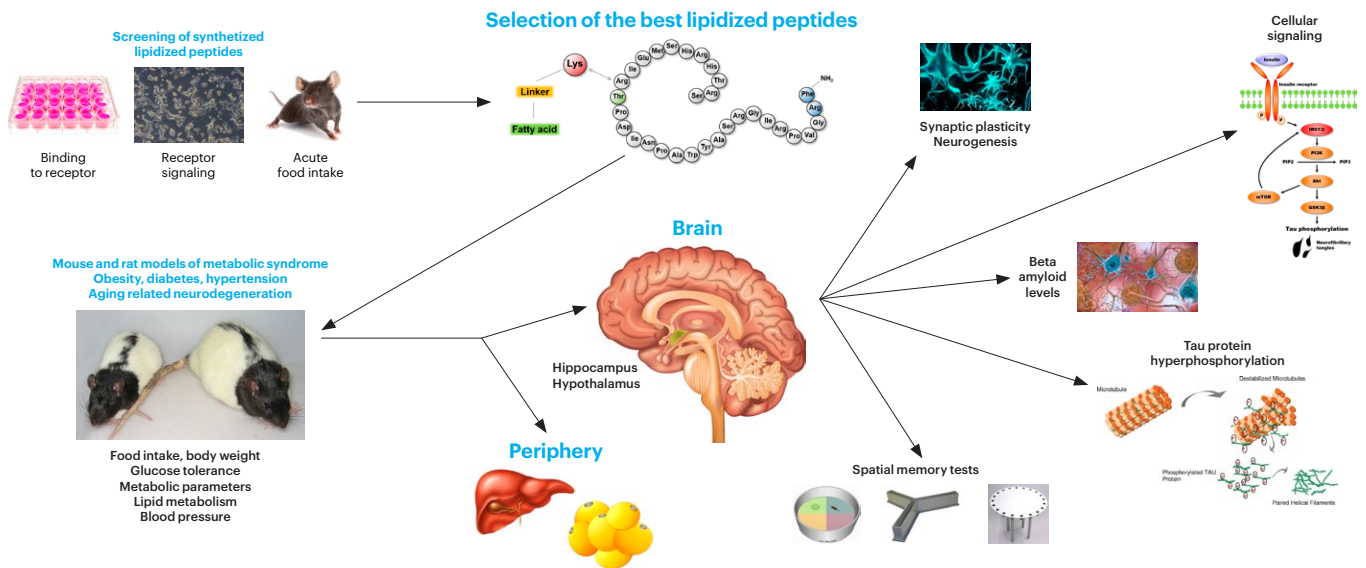 Selection of the best lipidized peptides
Screening of synthetized
lipidized peptides
Binding
to receptor
Receptor
signaling
Acute
food intake
Lys
Linker
Fatty acid
Ser
Arg
Thr
His
Arg
His
Ser
Met
Glu
Ile
Arg
Thr
Pro
Asp
Ile
Asn
Pro
Ala
Trp
Tyr
Ala
Ser
Arg
Gly
Ile
Arg
Pro
Val
Gly
Arg
Phe
NH₂
Synaptic plasticity
Neurogenesis
Cellular
signaling
Insulin
Insulin receptor
P
P
IRS1/2
PI3K
PIP2
PIP3
Akt
mTOR
GSK3β
Tau phosphorylation
Neurofibrillary
tangles
Mouse and rat models of metabolic syndrome
Obesity, diabetes, hypertension
Aging related neurodegeneration
Food intake, body weight
Glucose tolerance
Metabolic parameters
Lipid metabolism
Blood pressure
Brain
Hippocampus
Hypothalamus
Periphery
Beta
amyloid
levels
Tau protein
hyperphosphorylation
Microtubule
Destabilized Microtubules
Phosphorylated TAU
Protein
Paired Helical Filaments
Spatial memory tests